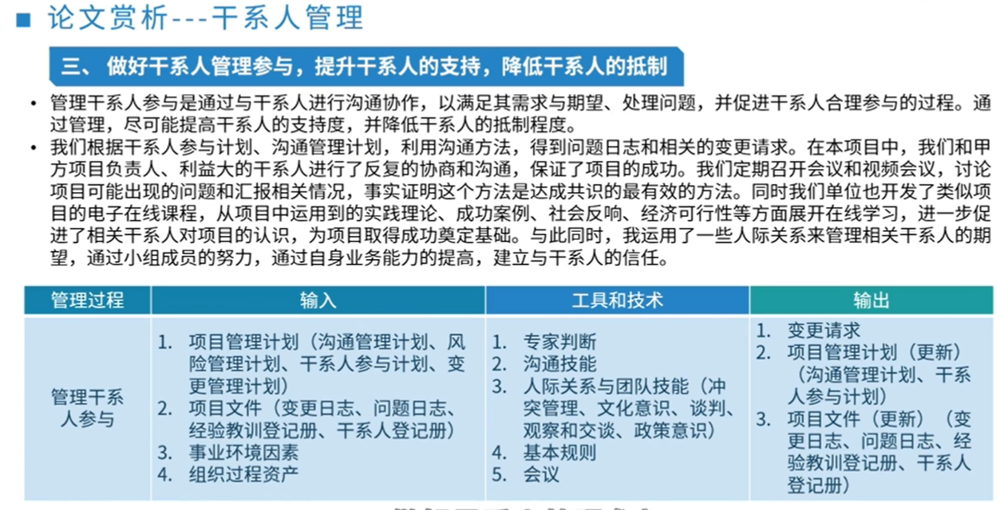 ■ 论文赏析---干系人管理
三、 做好干系人管理参与，提升干系人的支持，降低干系人的抵制
• 管理干系人参与是通过与干系人进行沟通协作，以满足其需求与期望、处理问题，并促进干系人合理参与的过程。通
过管理，尽可能提高干系人的支持度，并降低干系人的抵制程度。
• 我们根据干系人参与计划、沟通管理计划，利用沟通方法，得到问题日志和相关的变更请求。在本项目中，我们和甲
方项目负责人、利益大的干系人进行了反复的协商和沟通，保证了项目的成功。我们定期召开会议和视频会议，讨论
项目可能出现的问题和汇报相关情况，事实证明这个方法是达成共识的最有效的方法。同时我们单位也开发了类似项
目的电子在线课程，从项目中运用到的实践理论、成功案例、社会反响、经济可行性等方面展开在线学习，进一步促
进了相关干系人对项目的认识，为项目取得成功奠定基础。与此同时，我运用了一些人际关系来管理相关干系人的期
望，通过小组成员的努力，通过自身业务能力的提高，建立与干系人的信任。
管理过程
输入
工具和技术
输出
管理干系
人参与
1. 项目管理计划（沟通管理计划、风
险管理计划、干系人参与计划、变
更管理计划）
2. 项目文件（变更日志、问题日志、
经验教训登记册、干系人登记册）
3. 事业环境因素
4. 组织过程资产
1. 专家判断
2. 沟通技能
3. 人际关系与团队技能（冲
突管理、文化意识、谈判、
观察和交谈、政策意识）
4. 基本规则
5. 会议
1. 变更请求
2. 项目管理计划（更新）
（沟通管理计划、干系
人参与计划）
3. 项目文件（更新）（变
更日志、问题日志、经
验教训登记册、干系人
登记册）